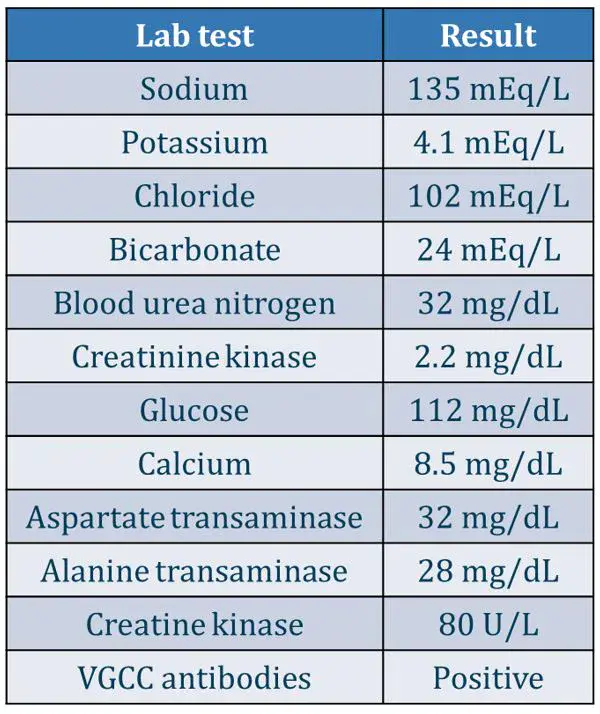 Lab test Result
Sodium 135 mEq/L
Potassium 4.1 mEq/L
Chloride 102 mEq/L
Bicarbonate 24 mEq/L
Blood urea nitrogen 32 mg/dL
Creatinine kinase 2.2 mg/dL
Glucose 112 mg/dL
Calcium 8.5 mg/dL
Aspartate transaminase 32 mg/dL
Alanine transaminase 28 mg/dL
Creatine kinase 80 U/L
VGCC antibodies Positive